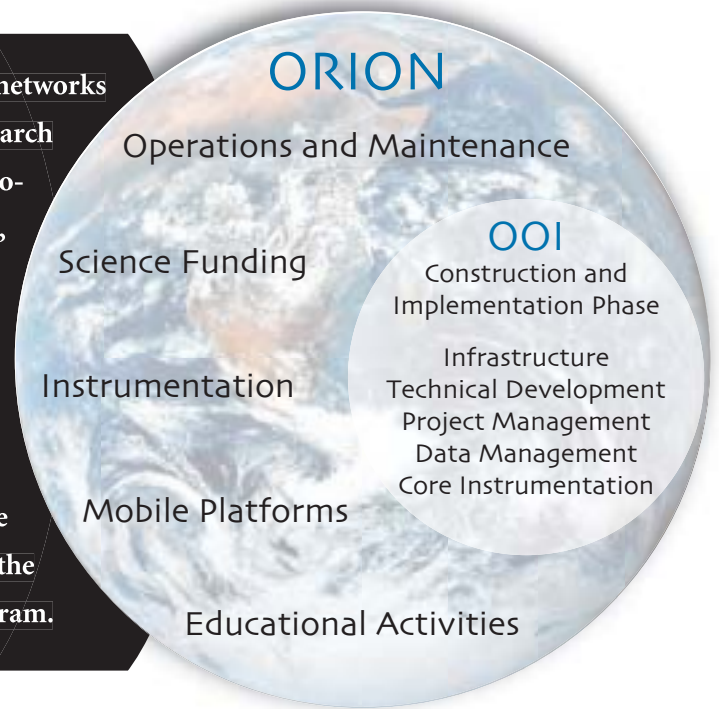 networks
arch
o-
,
e
the
ram.
ORION
Operations and Maintenance
Science Funding
Instrumentation
Mobile Platforms
Educational Activities
OOI
Construction and
Implementation Phase
Infrastructure
Technical Development
Project Management
Data Management
Core Instrumentation